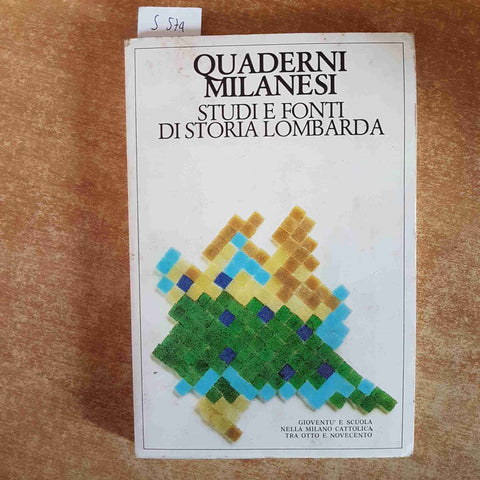 S 579
QUADERNI
MILANESI
STUDI E FONTI
DI STORIA LOMBARDA
GIOVENTU' E SCUOLA
NELLA MILANO CATTOLICA
TRA OTTO E NOVECENTO